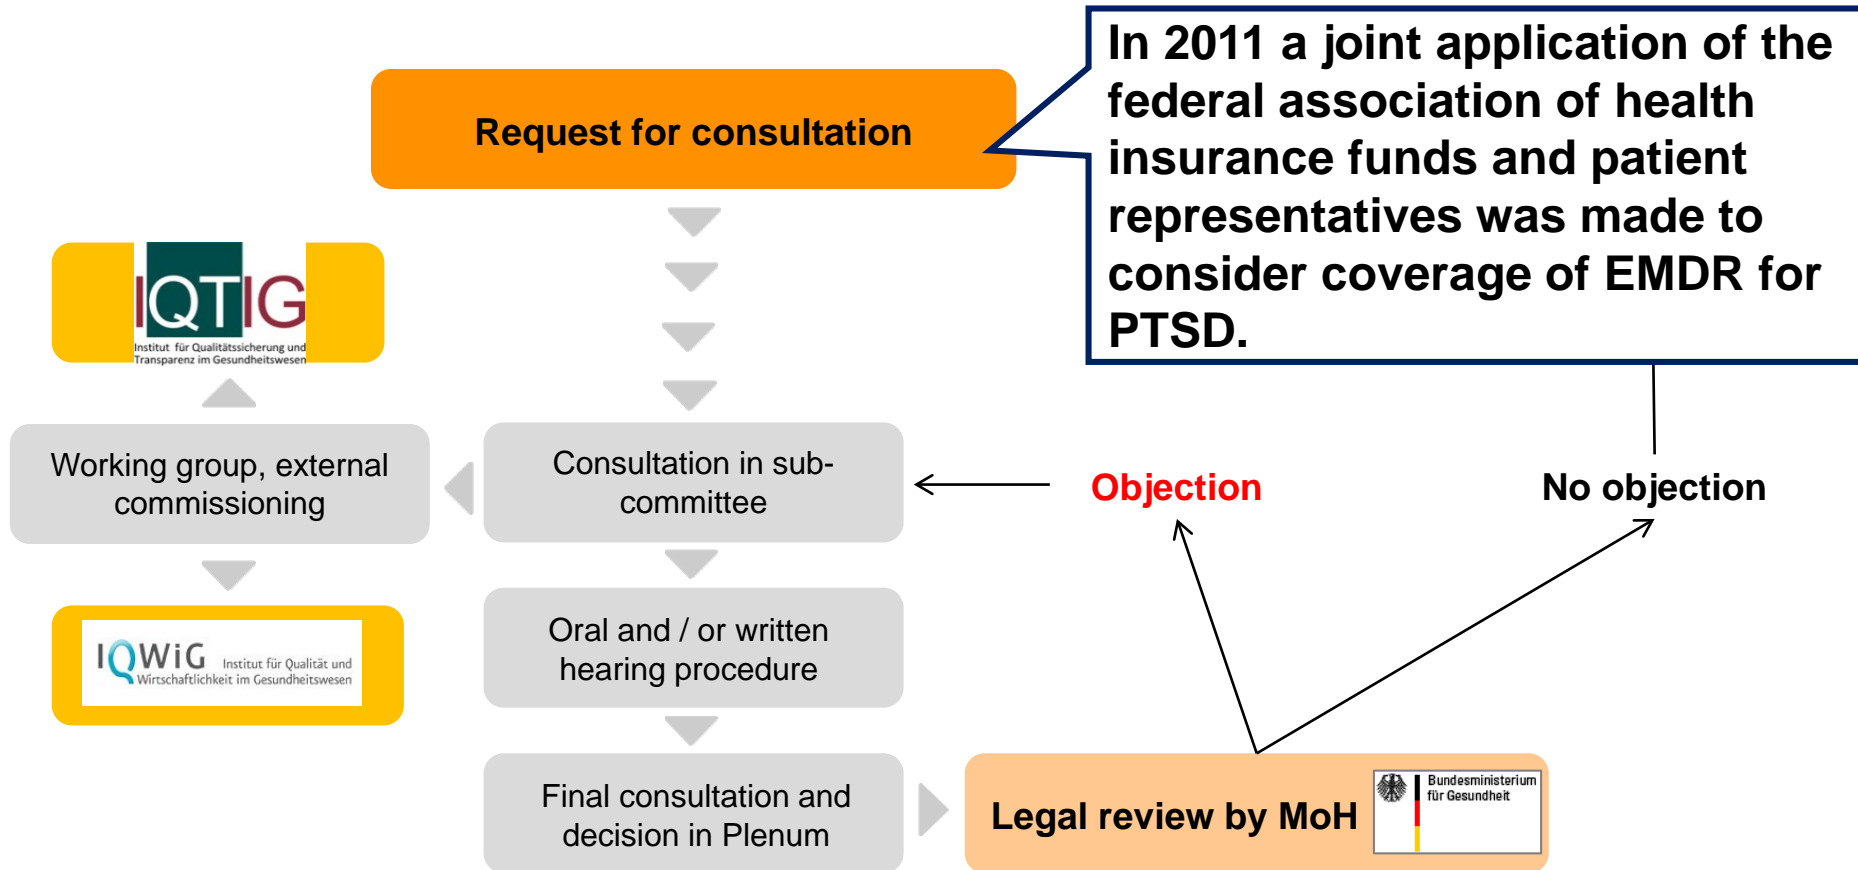 In 2011 a joint application of the
federal association of health
insurance funds and patient
representatives was made to
consider coverage of EMDR for
PTSD.
Request for consultation
IQTIG
Institut für Qualitätssicherung und
Transparenz im Gesundheitswesen
Working group, external
commissioning
Consultation in sub-
committee
Objection
No objection
IQWiG Institut für Qualität und
Wirtschaftlichkeit im Gesundheitswesen
Oral and / or written
hearing procedure
Final consultation and
decision in Plenum
Legal review by MoH
Bundesministerium
für Gesundheit